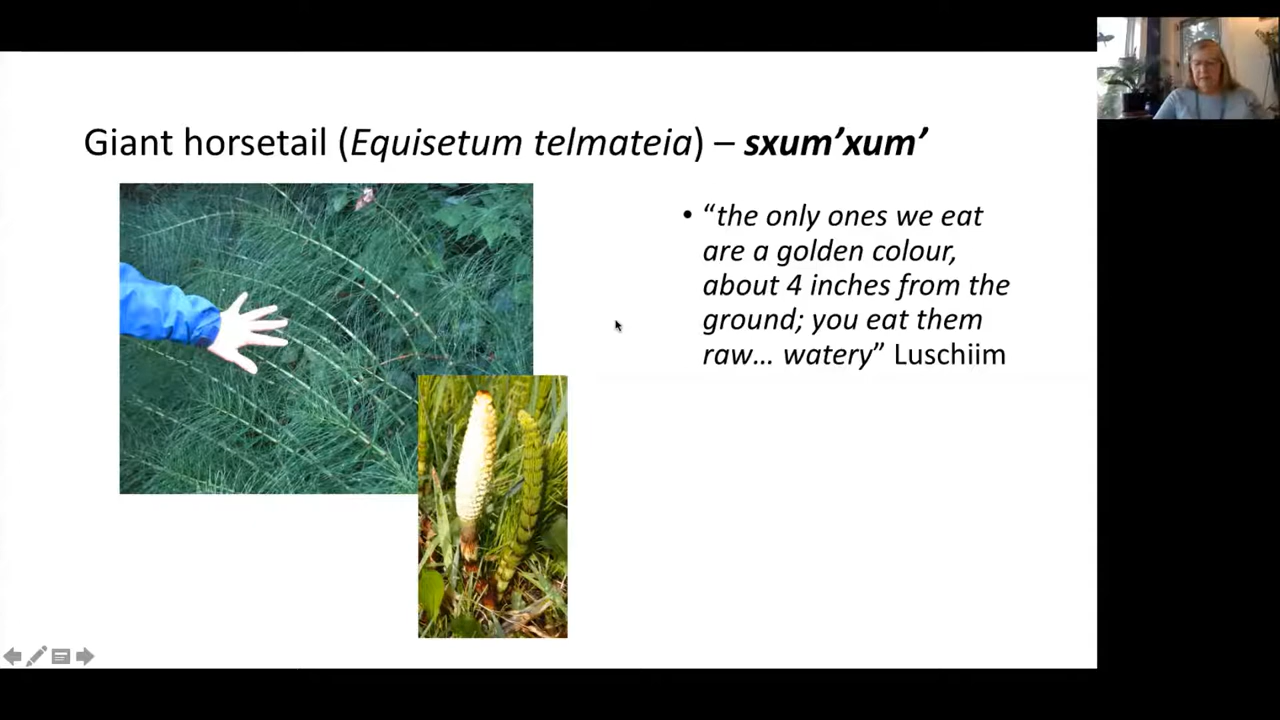 Giant horsetail (Equisetum telmateia) – sxum’xum’
• “the only ones we eat
are a golden colour,
about 4 inches from the
ground; you eat them
raw... watery” Luschiim